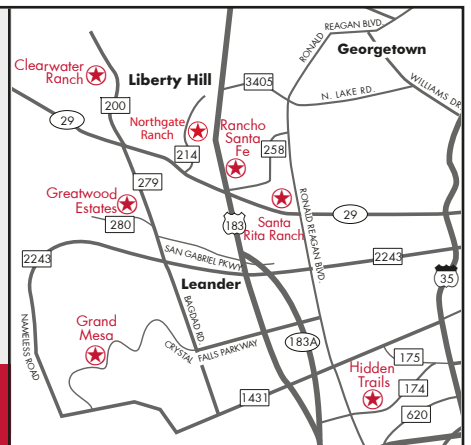 RONALD
REAGAN BLVD.
Georgetown
Clearwater
Ranch
Liberty Hill
3405
N. LAKE RD.
WILLIAMS DR.
200
29
Northgate
Ranch
Rancho
Santa
Fe
214
258
279
Greatwood
Estates
280
183
Santa
Rita Ranch
RONALD REAGAN BLVD.
29
2243
SAN GABRIEL PKWY
2243
Leander
35
NAMELESS ROAD
BAGDAD RD.
Grand
Mesa
CRYSTAL FALLS PARKWAY
183A
175
Hidden
Trails
174
1431
620